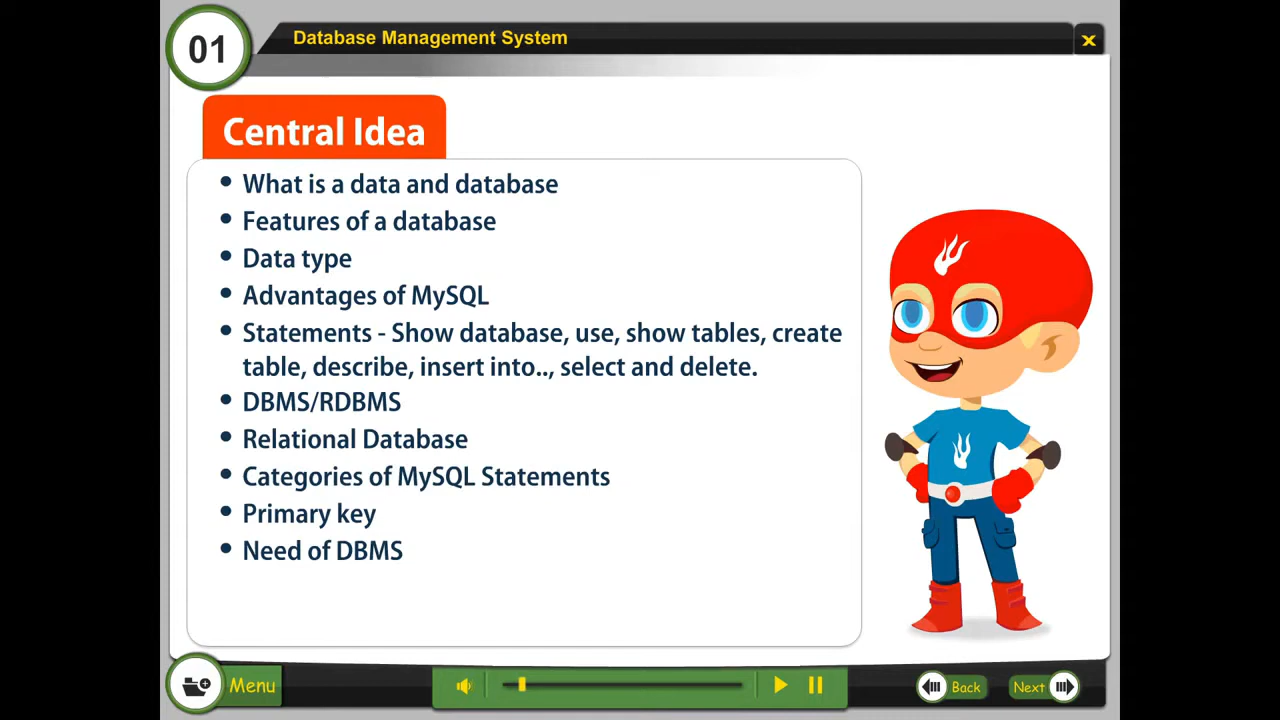 01
Database Management System
X
Central Idea
• What is a data and database
• Features of a database
• Data type
• Advantages of MySQL
• Statements - Show database, use, show tables, create
table, describe, insert into.., select and delete.
• DBMS/RDBMS
• Relational Database
• Categories of MySQL Statements
• Primary key
• Need of DBMS
Menu
Back
Next